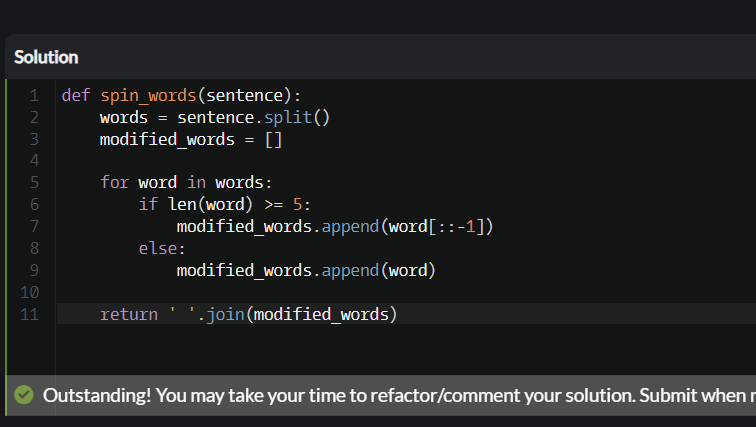 Solution
1 def spin_words(sentence):
2     words = sentence.split()
3     modified_words = []
4
5     for word in words:
6         if len(word) >= 5:
7             modified_words.append(word[::-1])
8         else:
9             modified_words.append(word)
10
11     return ' '.join(modified_words)
Outstanding! You may take your time to refactor/comment your solution. Submit when